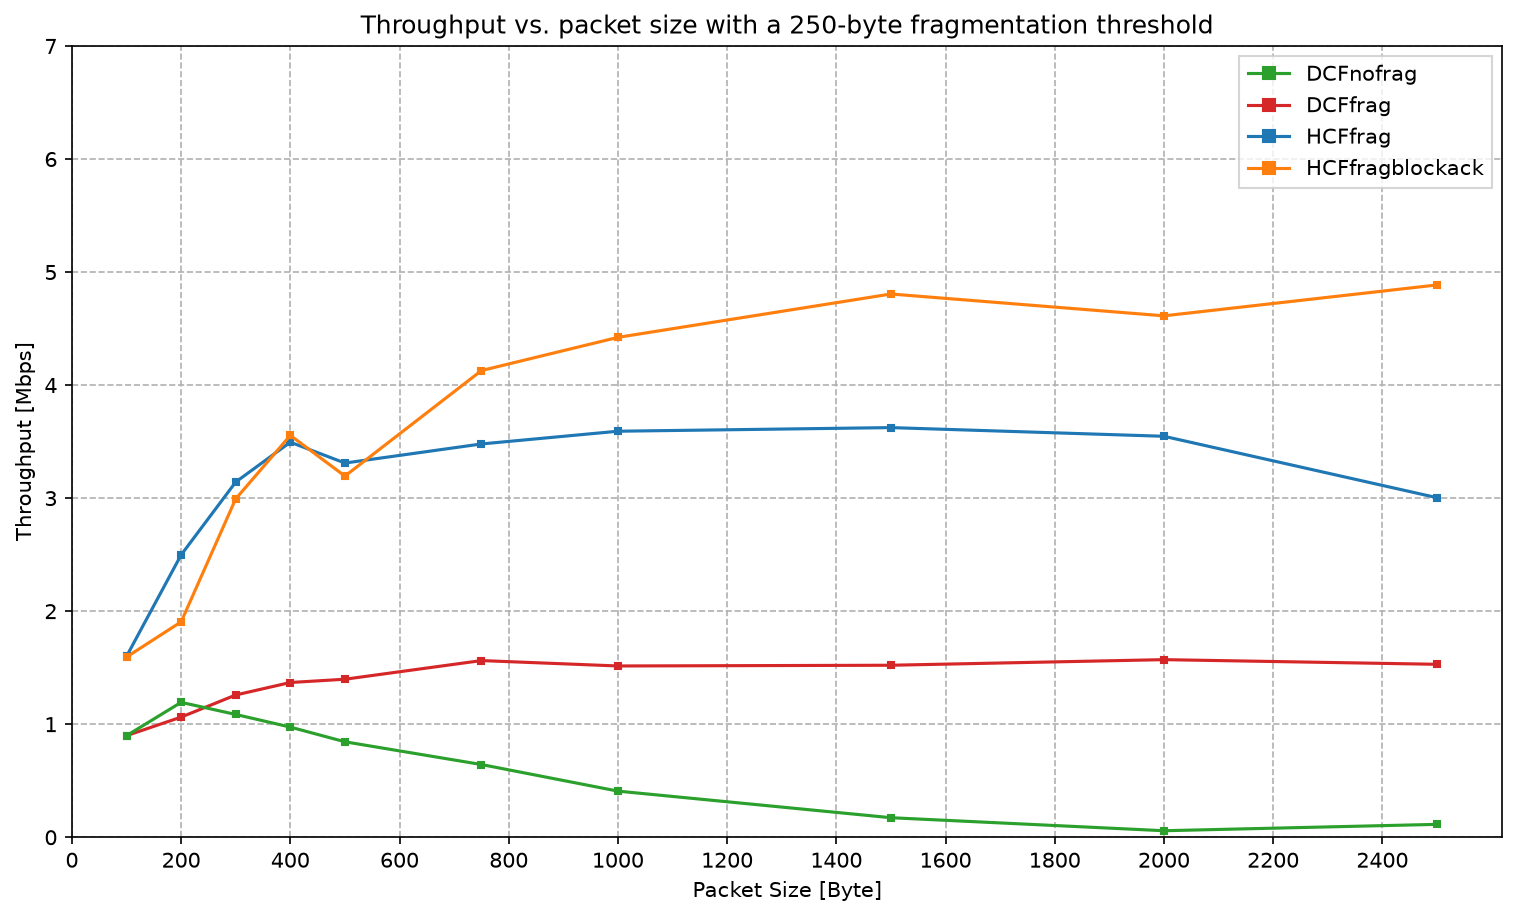 Throughput vs. packet size with a 250-byte fragmentation threshold
7
6
5
4
3
2
1
0
Throughput [Mbps]
DCFnofrag
DCFfrag
HCFfrag
HCFfragblockack
0 200 400 600 800 1000 1200 1400 1600 1800 2000 2200 2400
Packet Size [Byte]